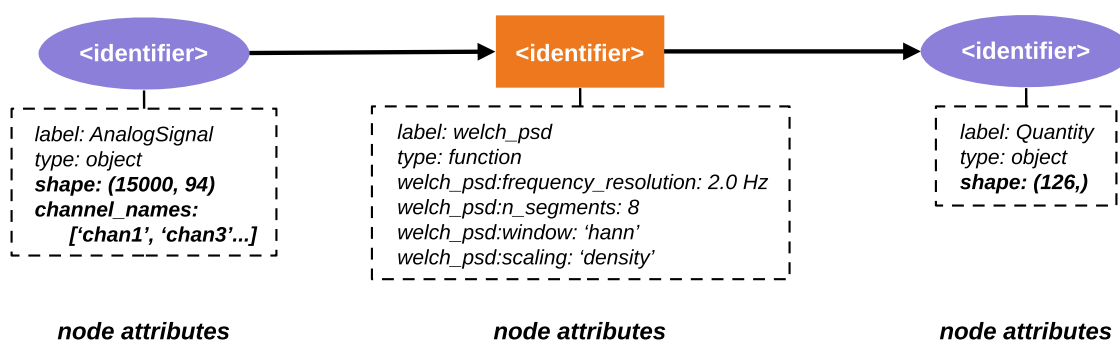 <identifier>
<identifier>
<identifier>
label: AnalogSignal
type: object
shape: (15000, 94)
channel_names:
[‘chan1’, ‘chan3’...]
label: welch_psd
type: function
welch_psd:frequency_resolution: 2.0 Hz
welch_psd:n_segments: 8
welch_psd:window: ‘hann’
welch_psd:scaling: ‘density’
label: Quantity
type: object
shape: (126,)
node attributes
node attributes
node attributes